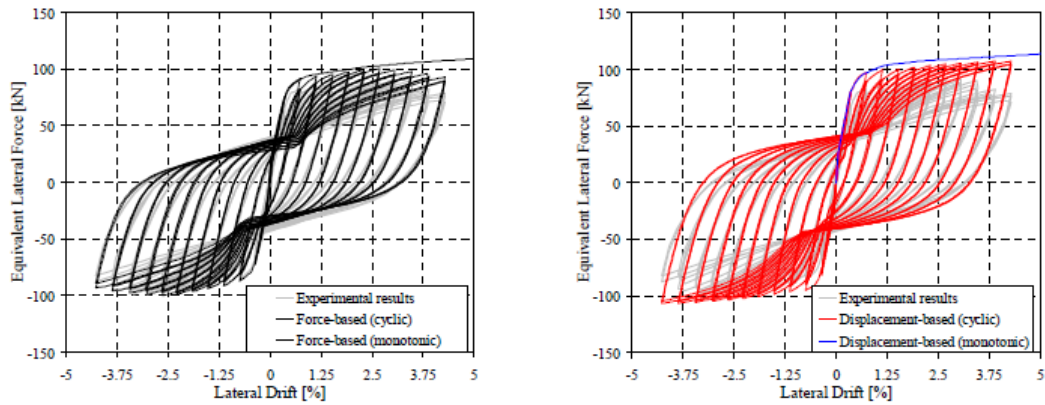 150
100
50
0
-50
-100
-150
Equivalent Lateral Force [kN]
Experimental results
Force-based (cyclic)
Force-based (monotonic)
-5 -3.75 -2.5 -1.25 0 1.25 2.5 3.75 5
Lateral Drift [%]
150
100
50
0
-50
-100
-150
Equivalent Lateral Force [kN]
Experimental results
Displacement-based (cyclic)
Displacement-based (monotonic)
-5 -3.75 -2.5 -1.25 0 1.25 2.5 3.75 5
Lateral Drift [%]